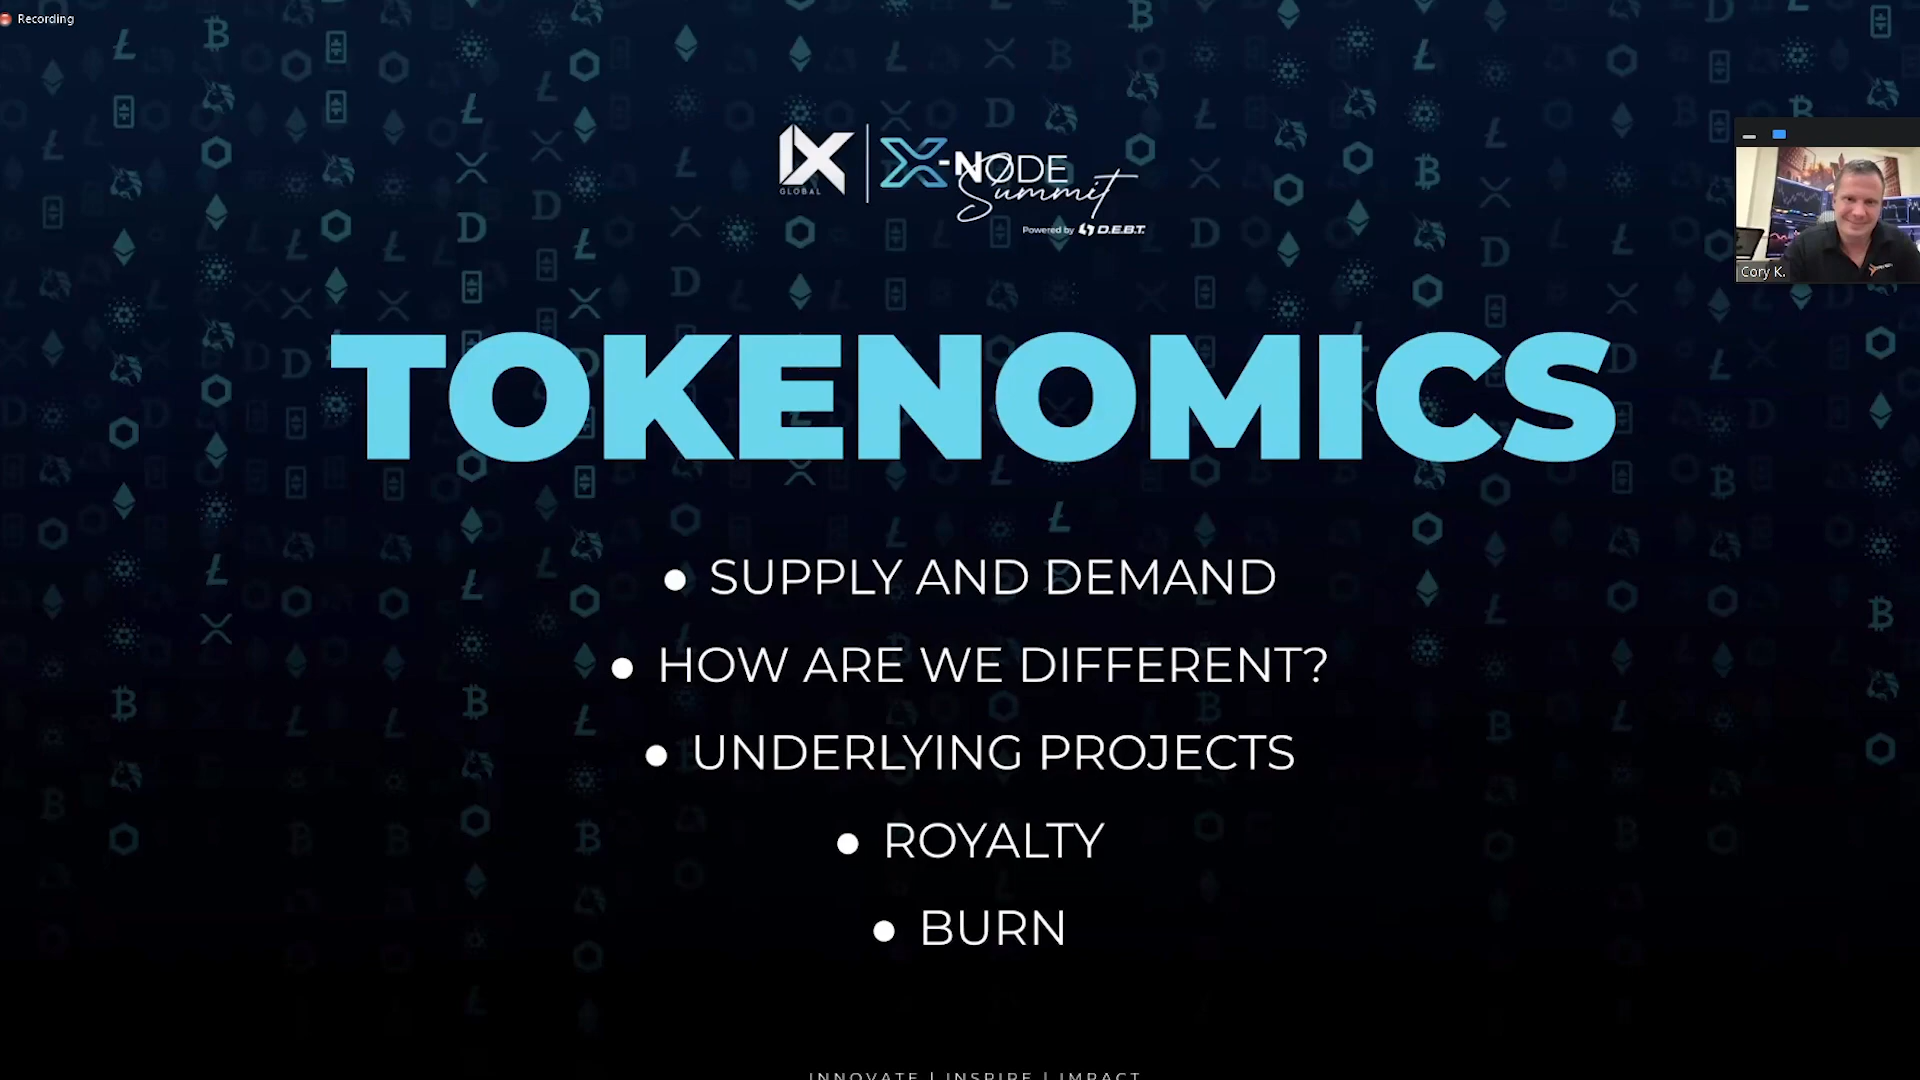 Recording
IX
GLOBAL
X-NODE
Summit
Powered by D.E.B.T.
Cory K.
TOKENOMICS
● SUPPLY AND DEMAND
● HOW ARE WE DIFFERENT?
● UNDERLYING PROJECTS
● ROYALTY
● BURN
INNOVATE | INSPIRE | IMPACT